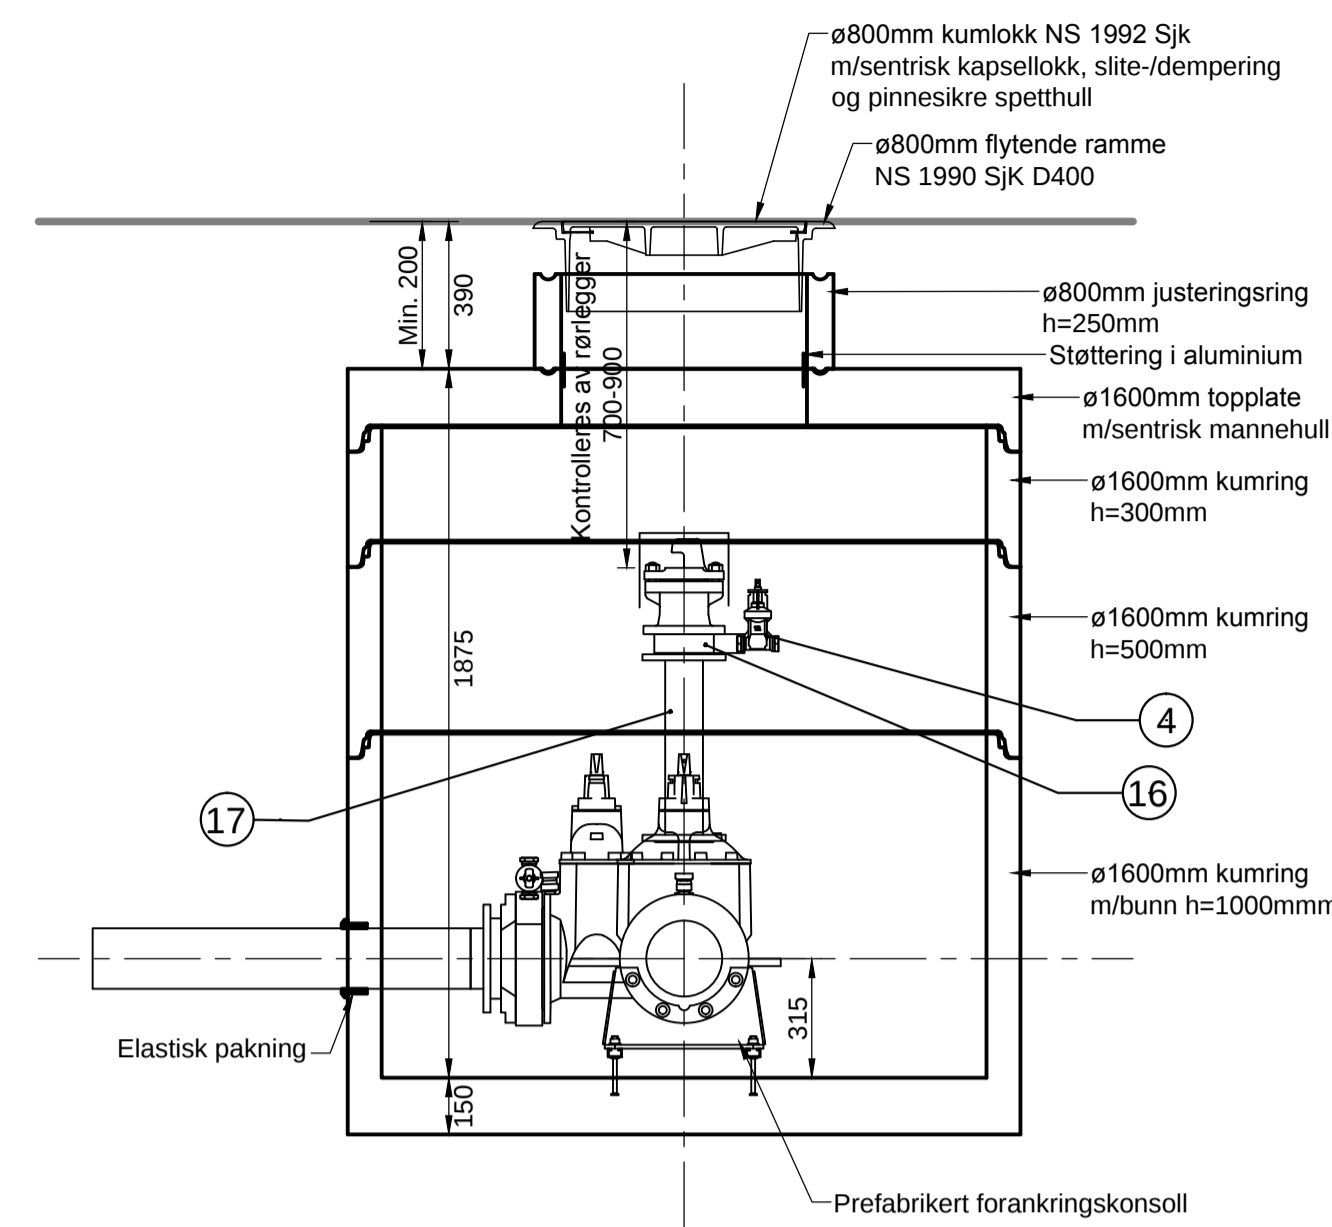 ø800mm kumlokk NS 1992 Sjk
m/sentrisk kapsellokk, slite-/dempering
og pinnesikre spetthull
ø800mm flytende ramme
NS 1990 SjK D400
Min. 200
390
Kontrolleres av rørlegger
700-900
ø800mm justeringsring
h=250mm
Støttering i aluminium
ø1600mm topplate
m/sentrisk mannehull
ø1600mm kumring
h=300mm
ø1600mm kumring
h=500mm
1875
4
16
17
ø1600mm kumring
m/bunn h=1000mmm
315
Elastisk pakning
150
Prefabrikert forankringskonsoll